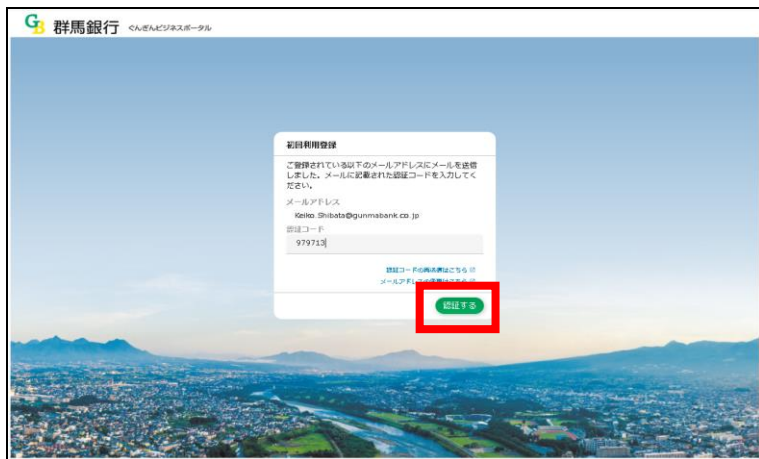 GB 群馬銀行 ぐんぎんビジネスポータル
初回利用登録
ご登録されている以下のメールアドレスにメールを送信
しました。メールに記載された認証コードを入力してく
ださい。
メールアドレス
Keiko.Shibata@gunmabank.co.jp
認証コード
979713
認証コードの再送信はこちら
メールアドレスの変更はこちら
認証する